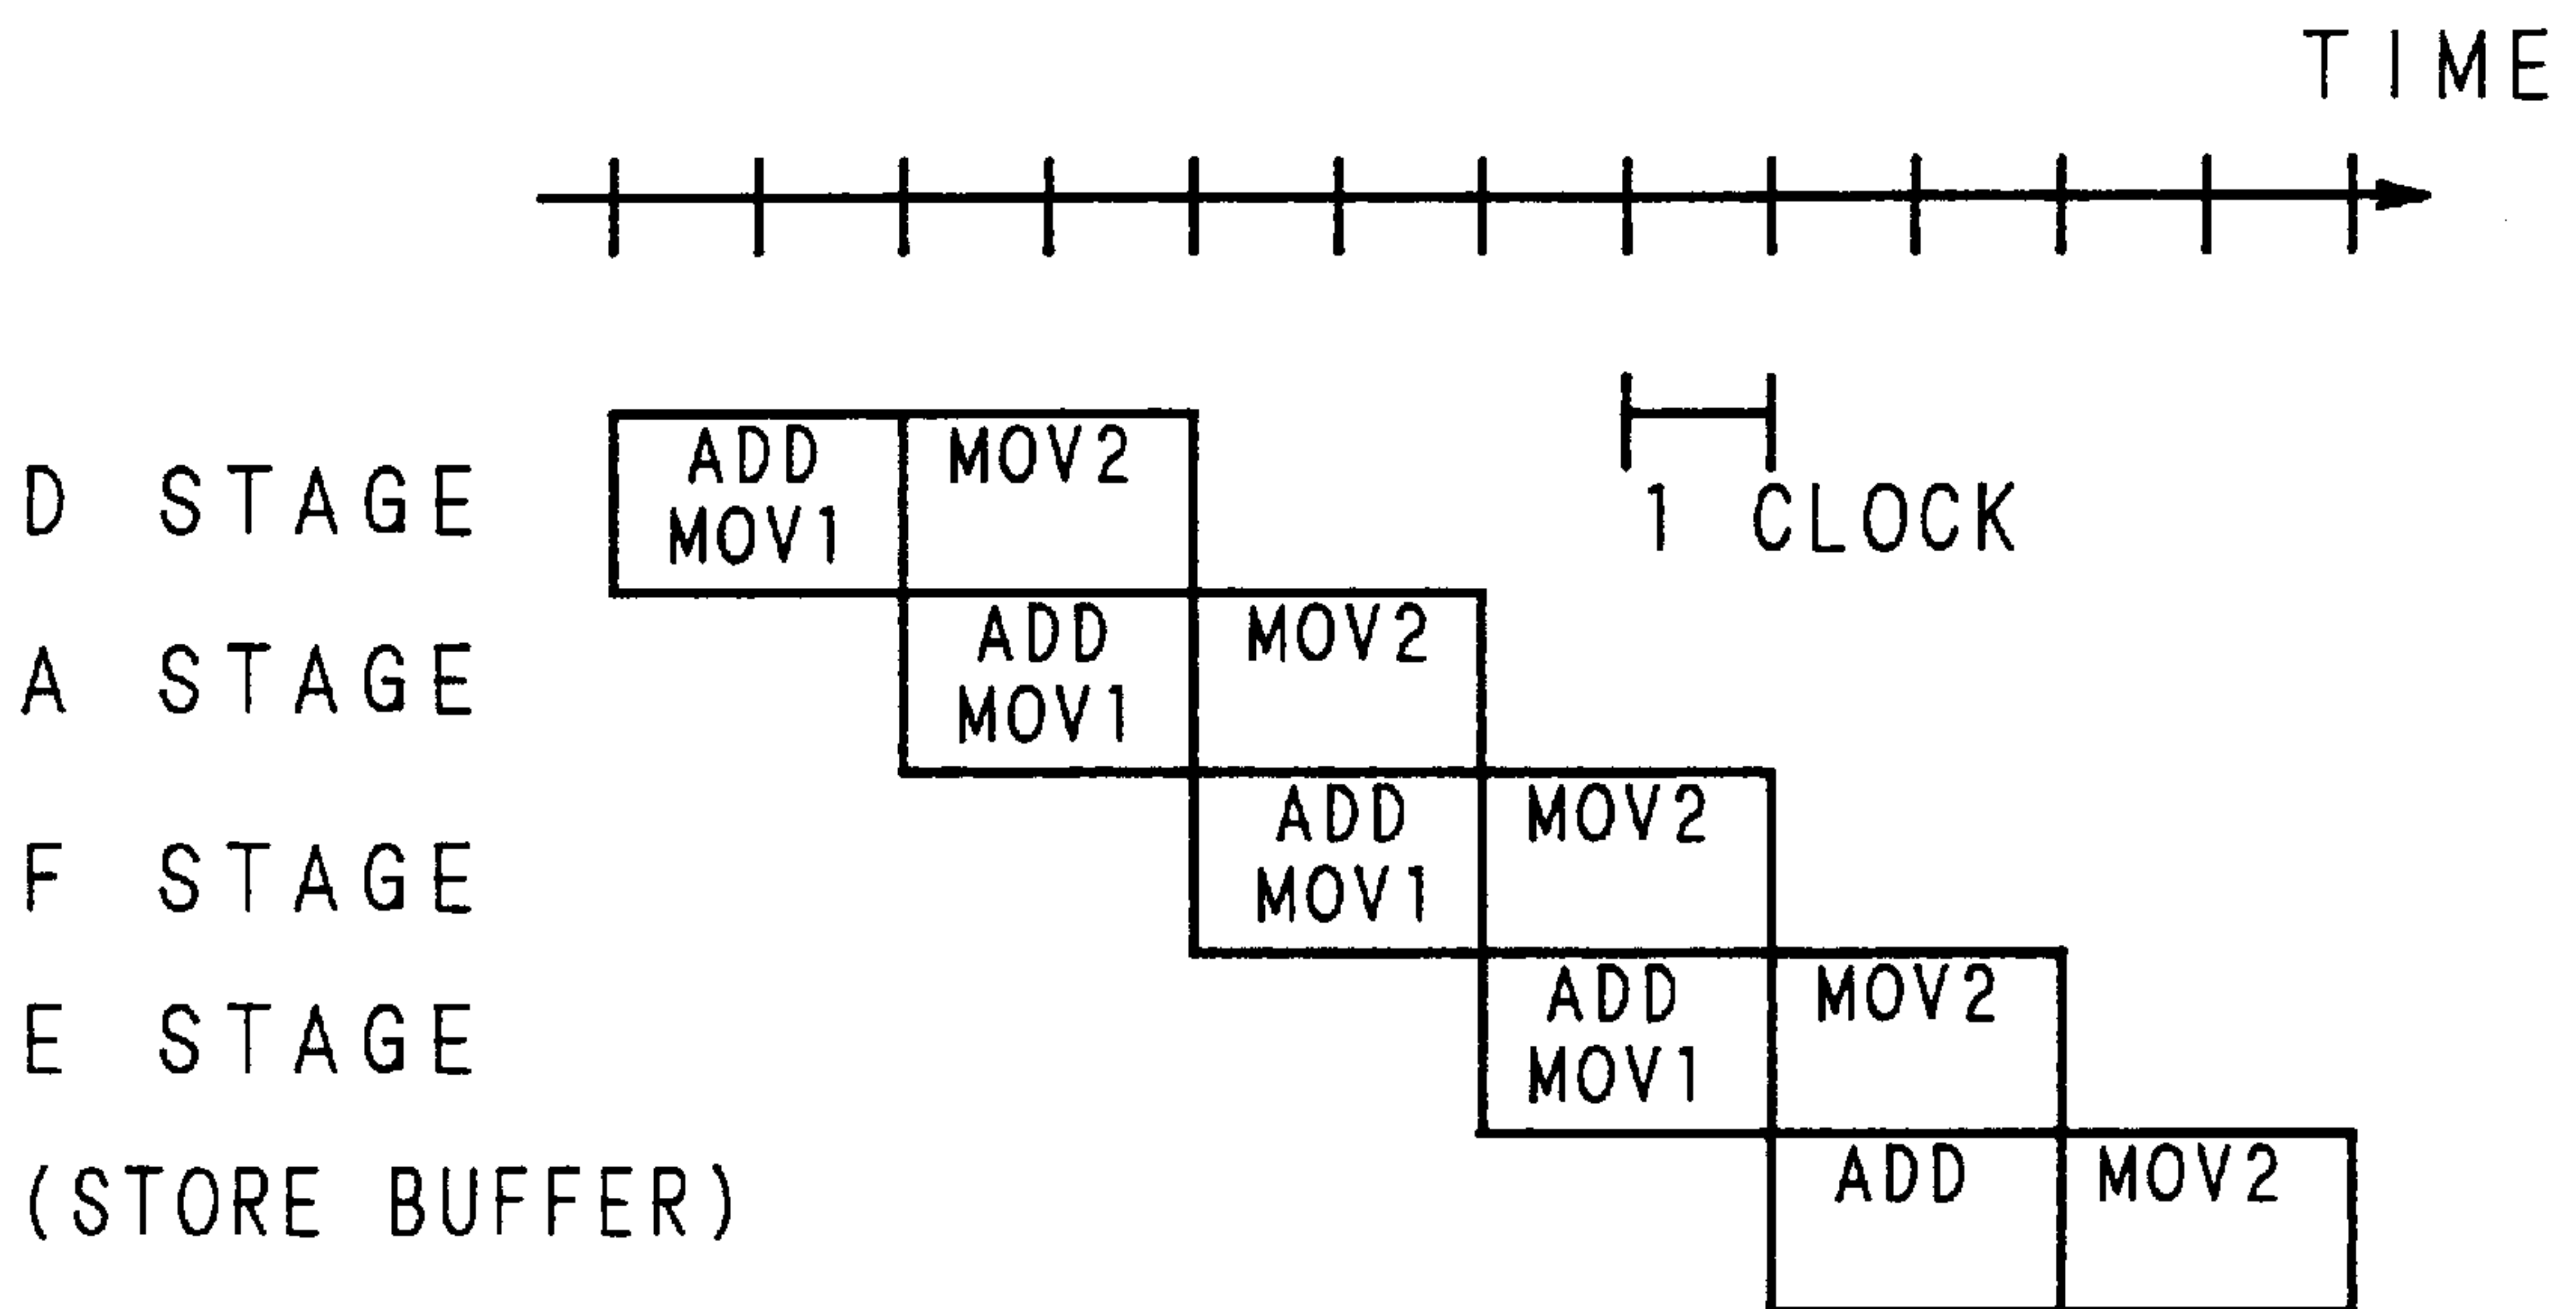 TIME
1 CLOCK
D STAGE
ADD
MOV1
MOV2
A STAGE
ADD
MOV1
MOV2
F STAGE
ADD
MOV1
MOV2
E STAGE
ADD
MOV1
MOV2
(STORE BUFFER)
ADD
MOV2